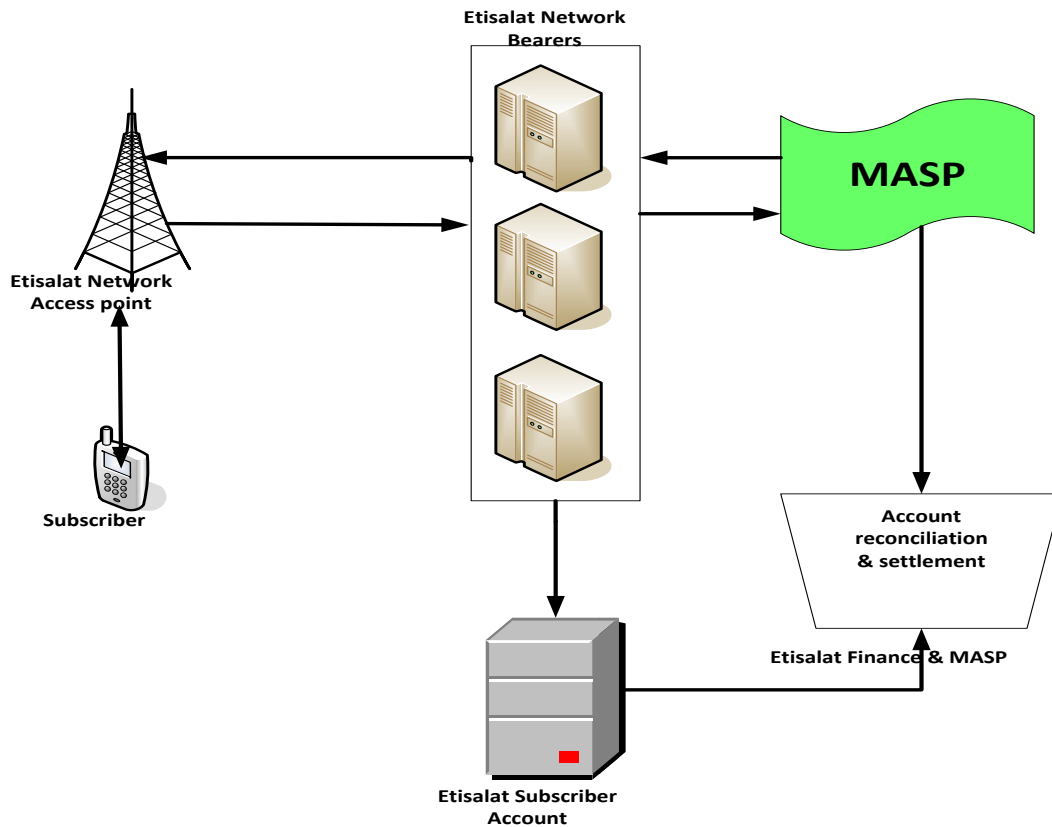 Etisalat Network
Bearers
MASP
Etisalat Network
Access point
Subscriber
Account
reconciliation
& settlement
Etisalat Finance & MASP
Etisalat Subscriber
Account